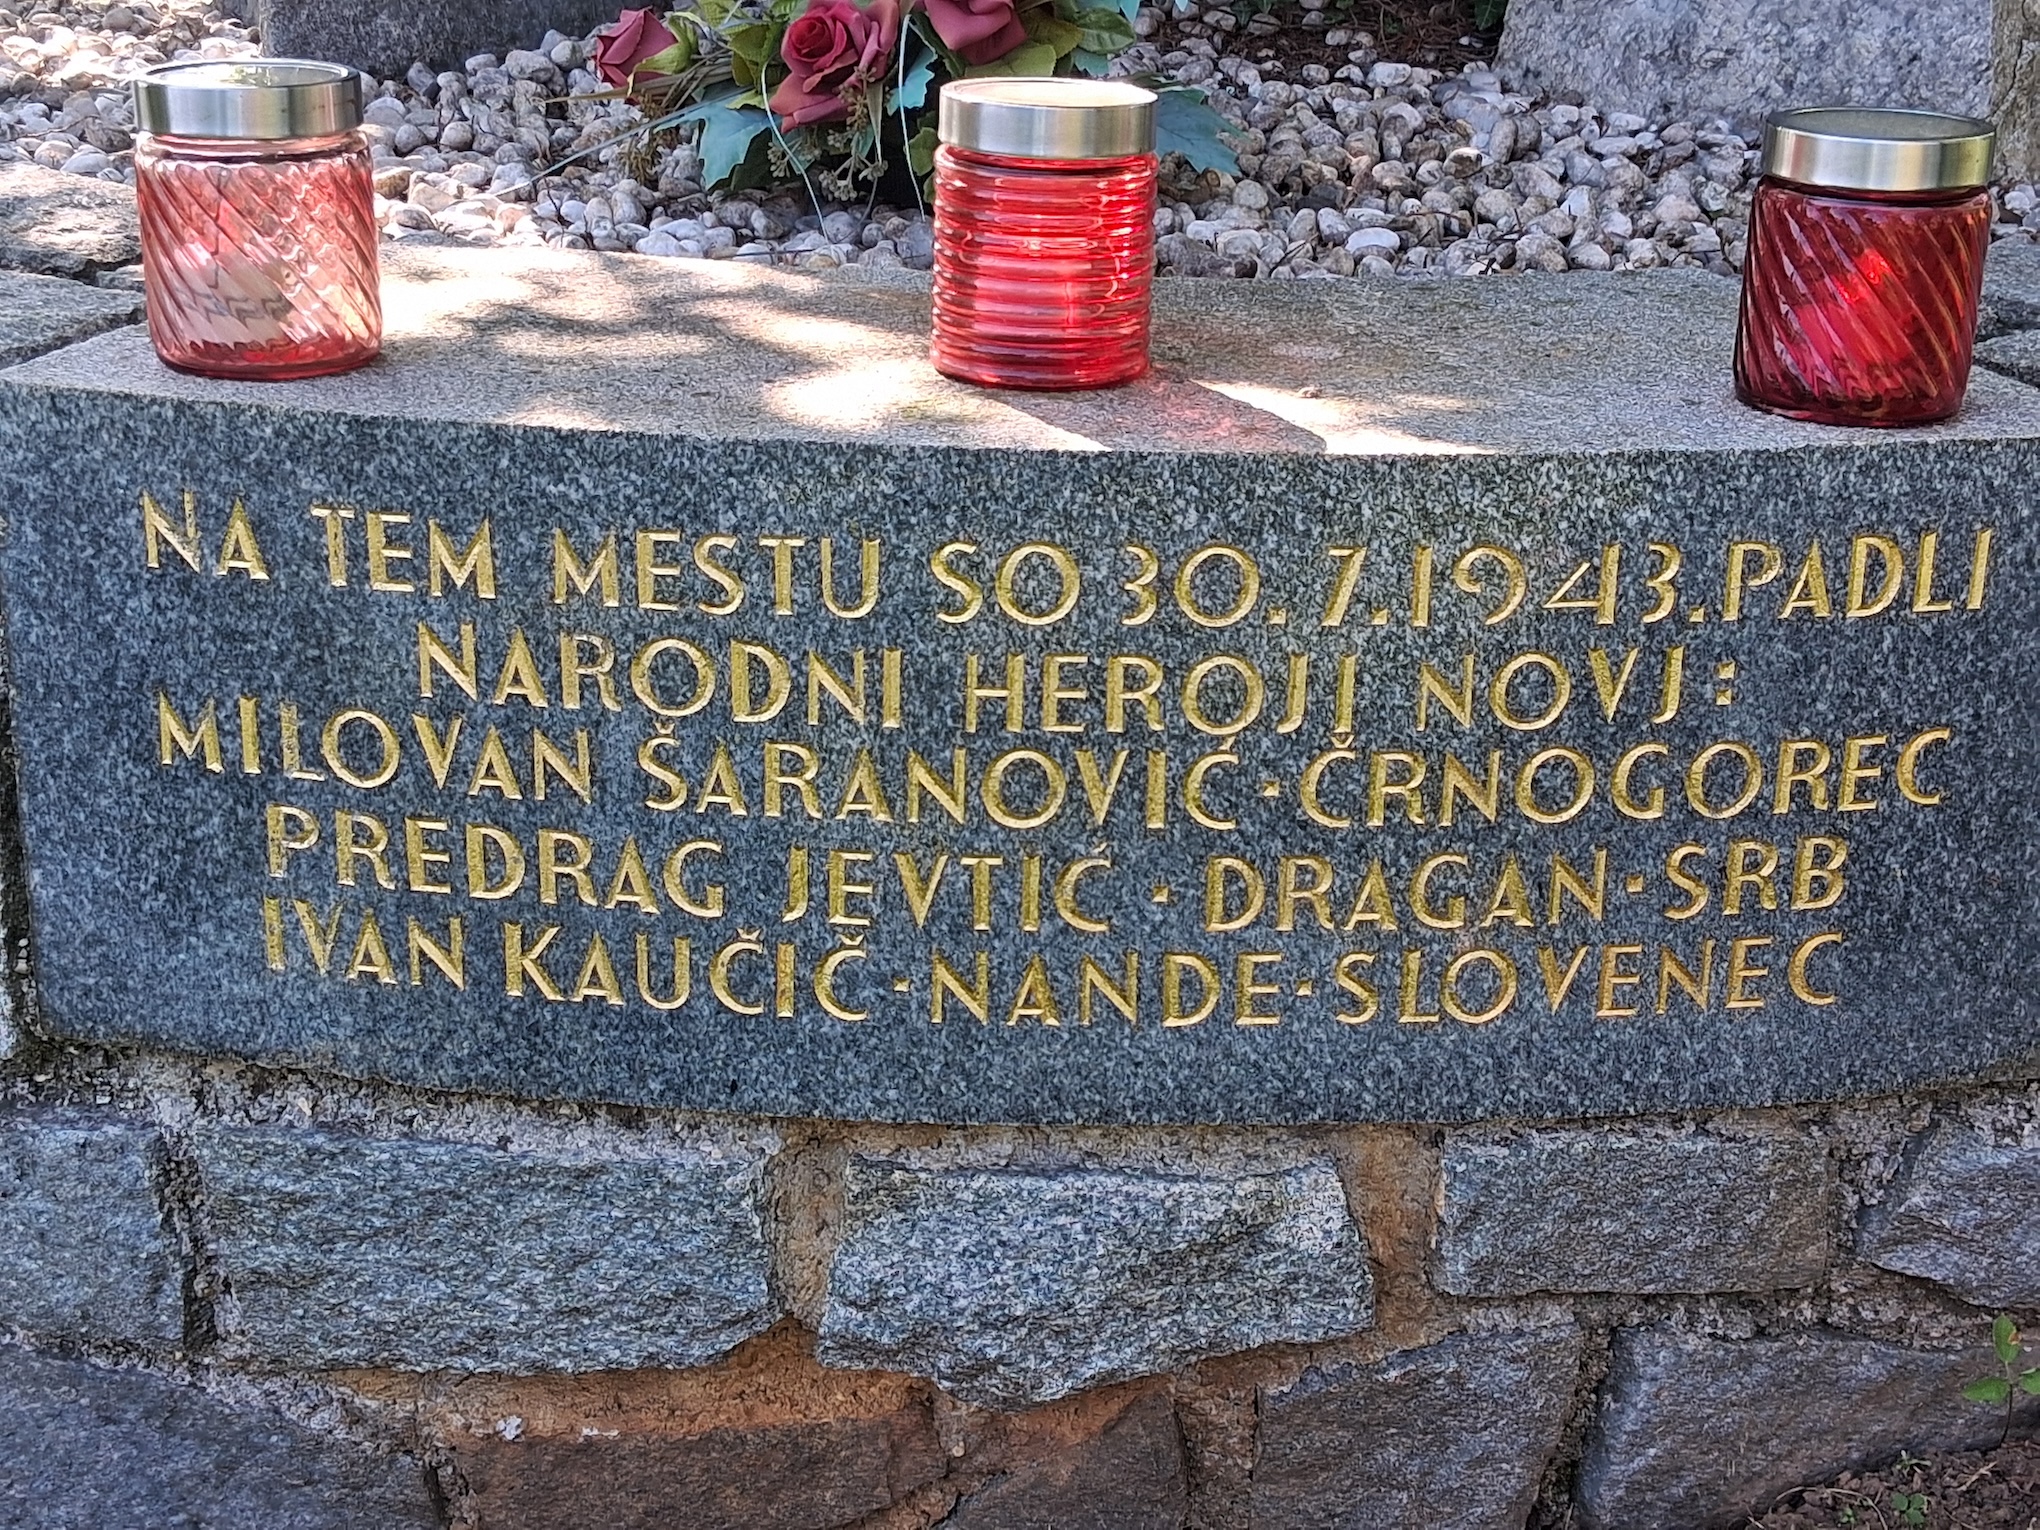 NA TEM MESTU SO 30.7.1943.PADLI
NARODNI HEROJI NOVJ:
MILOVAN ŠARANOVIĆ·ČRNOGOREC
PREDRAG JEVTIĆ·DRAGAN·SRB
IVAN KAUČIČ·NANDE·SLOVENEC